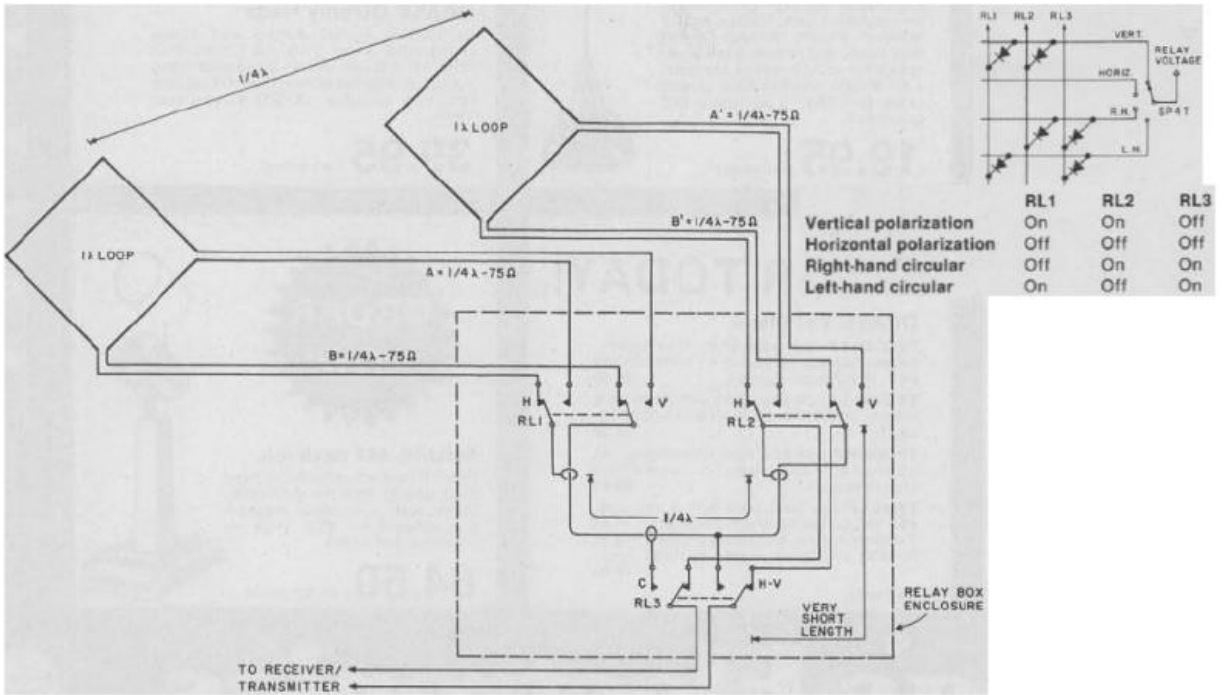 1/4λ
1λ LOOP
1λ LOOP
A' = 1/4λ-75Ω
B' = 1/4λ-75Ω
A = 1/4λ-75Ω
B = 1/4λ-75Ω
RL1 RL2 RL3
VERT.
RELAY
VOLTAGE
HORIZ.
R.H.
SP4T
L.H.
RL1 RL2 RL3
Vertical polarization On On Off
Horizontal polarization Off Off Off
Right-hand circular Off On On
Left-hand circular On Off On
H V
RL1
H V
RL2
1/4λ
C H-V
RL3
VERY
SHORT
LENGTH
RELAY BOX
ENCLOSURE
TO RECEIVER/
TRANSMITTER